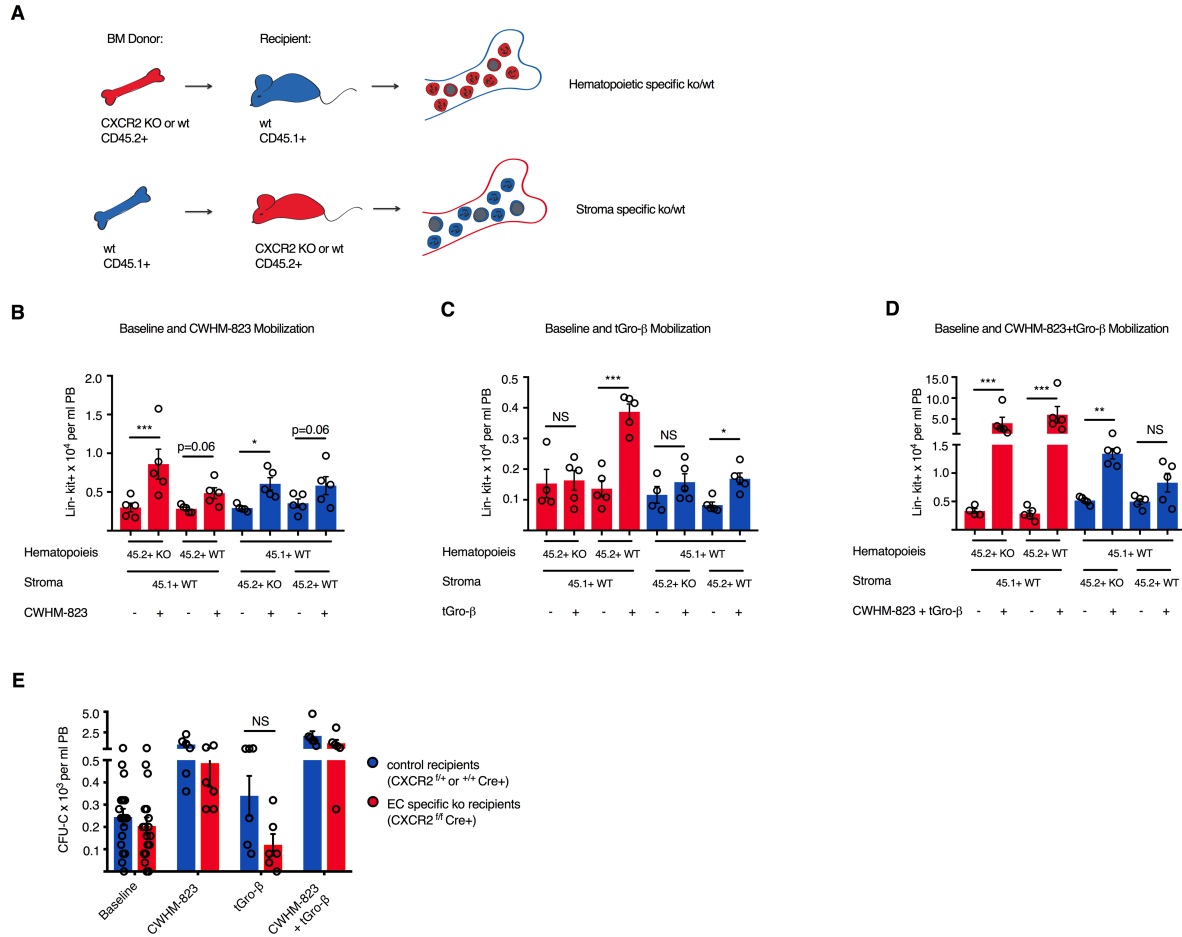 A
BM Donor:
Recipient:
CXCR2 KO or wt
CD45.2+
wt
CD45.1+
Hematopoietic specific ko/wt
wt
CD45.1+
CXCR2 KO or wt
CD45.2+
Stroma specific ko/wt
B
Baseline and CWHM-823 Mobilization
Lin- kit+ x 10⁴ per ml PB
2.0
1.5
1.0
0.5
***
p=0.06
*
p=0.06
Hematopoieis
45.2+ KO
45.2+ WT
45.1+ WT
Stroma
45.1+ WT
45.2+ KO
45.2+ WT
CWHM-823
- + - + - + - +
C
Baseline and tGro-β Mobilization
Lin- kit+ x 10⁴ per ml PB
0.5
0.4
0.3
0.2
0.1
NS
***
NS
*
Hematopoieis
45.2+ KO
45.2+ WT
45.1+ WT
Stroma
45.1+ WT
45.2+ KO
45.2+ WT
tGro-β
- + - + - + - +
D
Baseline and CWHM-823+tGro-β Mobilization
Lin- kit+ x 10⁴ per ml PB
15.0
10.0
5.0
1.5
1.0
0.5
***
***
**
NS
Hematopoieis
45.2+ KO
45.2+ WT
45.1+ WT
Stroma
45.1+ WT
45.2+ KO
45.2+ WT
CWHM-823 + tGro-β
- + - + - + - +
E
CFU-C x 10³ per ml PB
5.0
2.5
0.5
0.4
0.3
0.2
0.1
NS
Baseline
CWHM-823
tGro-β
CWHM-823
+ tGro-β
control recipients
(CXCR2 f/+ or +/+ Cre+)
EC specific ko recipients
(CXCR2 f/f Cre+)